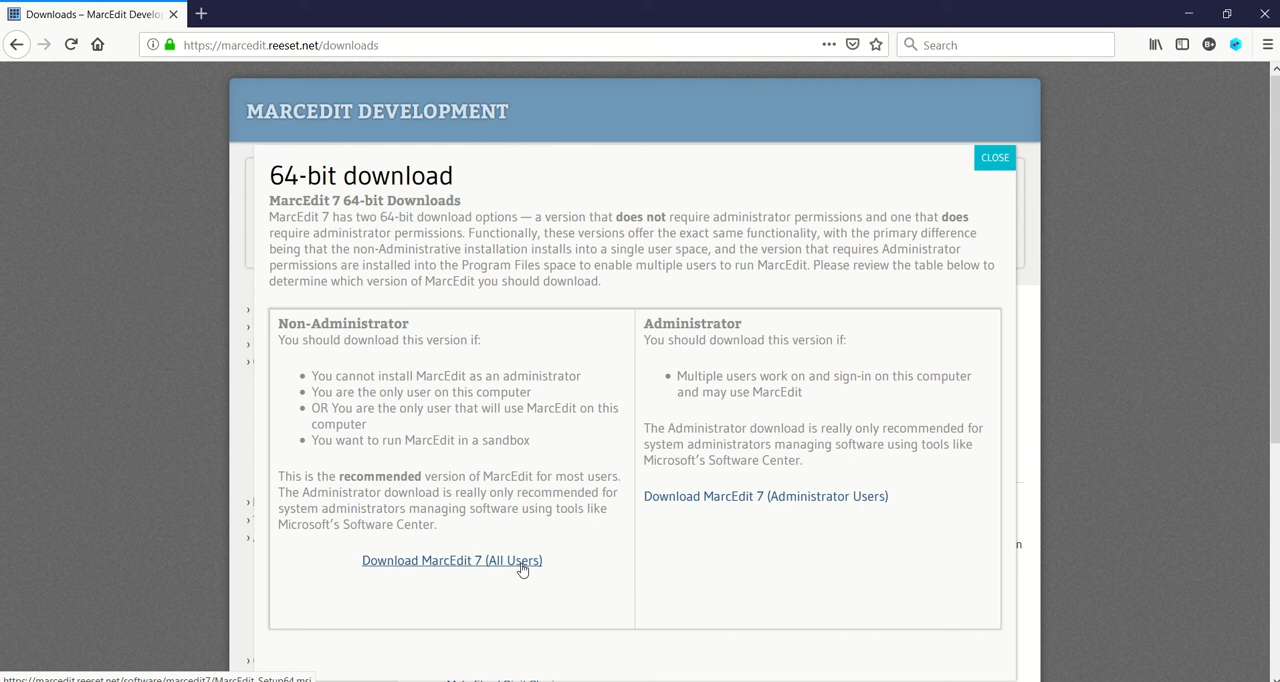 Downloads – MarcEdit Develo
https://marcedit.reeset.net/downloads
Search
MARCEDIT DEVELOPMENT
CLOSE
64-bit download
MarcEdit 7 64-bit Downloads
MarcEdit 7 has two 64-bit download options — a version that does not require administrator permissions and one that does
require administrator permissions. Functionally, these versions offer the exact same functionality, with the primary difference
being that the non-Administrative installation installs into a single user space, and the version that requires Administrator
permissions are installed into the Program Files space to enable multiple users to run MarcEdit. Please review the table below to
determine which version of MarcEdit you should download.
Non-Administrator
You should download this version if:
• You cannot install MarcEdit as an administrator
• You are the only user on this computer
• OR You are the only user that will use MarcEdit on this
computer
• You want to run MarcEdit in a sandbox
This is the recommended version of MarcEdit for most users.
The Administrator download is really only recommended for
system administrators managing software using tools like
Microsoft's Software Center.
Download MarcEdit 7 (All Users)
Administrator
You should download this version if:
• Multiple users work on and sign-in on this computer
and may use MarcEdit
The Administrator download is really only recommended for
system administrators managing software using tools like
Microsoft's Software Center.
Download MarcEdit 7 (Administrator Users)
n
https://marcedit.reeset.net/software/marcedit7/MarcEdit_Setup64.msi